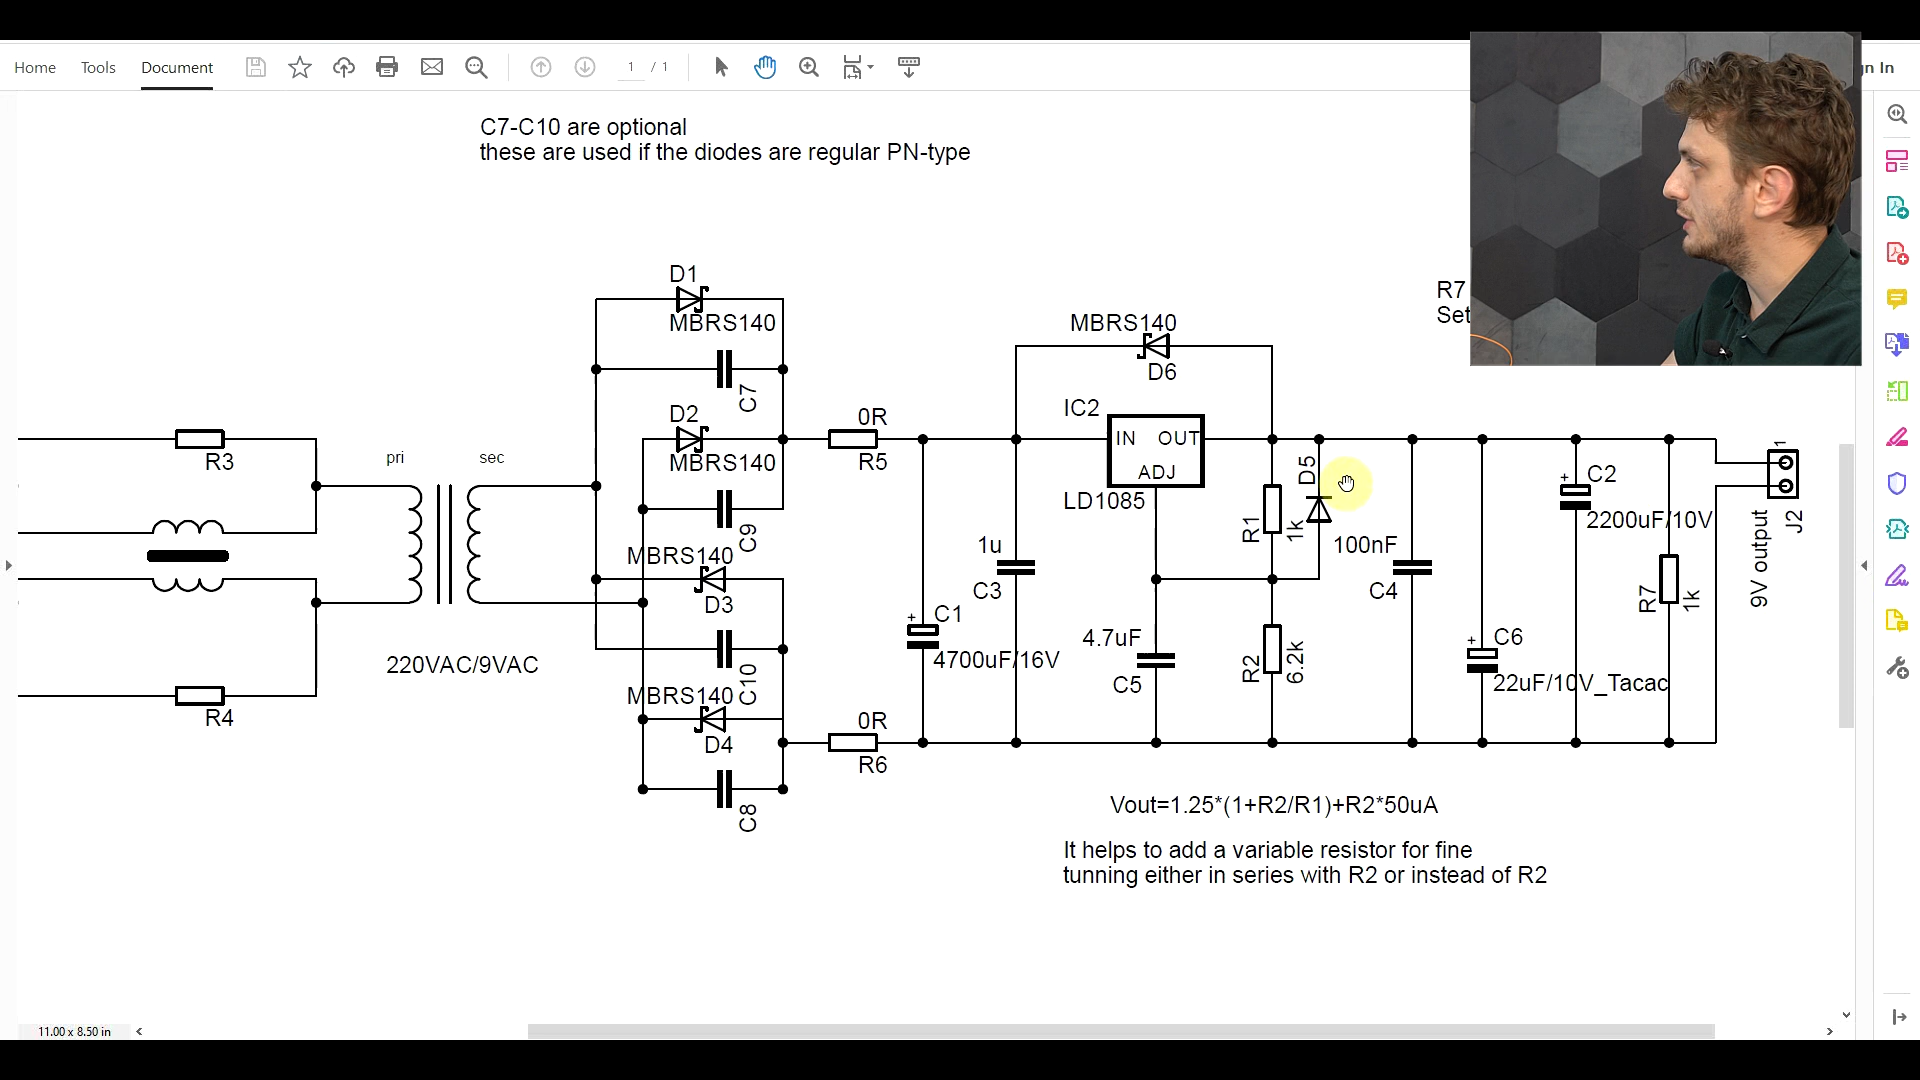 Home Tools Document 1 / 1 n In
C7-C10 are optional
these are used if the diodes are regular PN-type
D1
MBRS140
C7
D2
MBRS140
C9
MBRS140
D3
C10
MBRS140
D4
C8
R3
R4
pri sec
220VAC/9VAC
0R
R5
0R
R6
C1
+
4700uF/16V
1u
C3
MBRS140
D6
IC2
IN OUT
ADJ
LD1085
4.7uF
C5
R1
1k
D5
R2
6.2k
100nF
C4
+
C6
22uF/10V_Tacac
+
C2
2200uF/10V
R7
1k
R7
Set
1
J2
9V output
Vout=1.25*(1+R2/R1)+R2*50uA
It helps to add a variable resistor for fine
tunning either in series with R2 or instead of R2
11.00 x 8.50 in